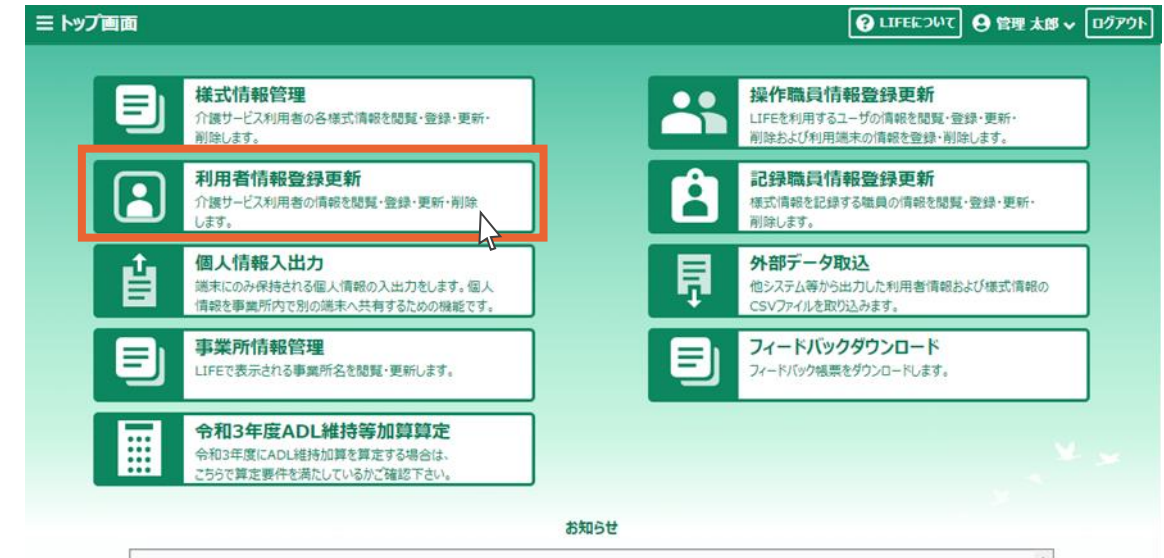 トップ画面
LIFEについて
管理 太郎
ログアウト
様式情報管理
介護サービス利用者の各様式情報を閲覧・登録・更新・
削除します。
利用者情報登録更新
介護サービス利用者の情報を閲覧・登録・更新・削除
します。
個人情報入出力
端末にのみ保持される個人情報の入出力をします。個人
情報を事業所内で別の端末へ共有するための機能です。
事業所情報管理
LIFEで表示される事業所名を閲覧・更新します。
令和3年度ADL維持等加算算定
令和3年度にADL維持加算を算定する場合は、
こちらで算定要件を満たしているかご確認下さい。
操作職員情報登録更新
LIFEを利用するユーザの情報を閲覧・登録・更新・
削除および利用端末の情報を登録・削除します。
記録職員情報登録更新
様式情報を記録する職員の情報を閲覧・登録・更新・
削除します。
外部データ取込
他システム等から出力した利用者情報および様式情報の
CSVファイルを取り込みます。
フィードバックダウンロード
フィードバック帳票をダウンロードします。
お知らせ